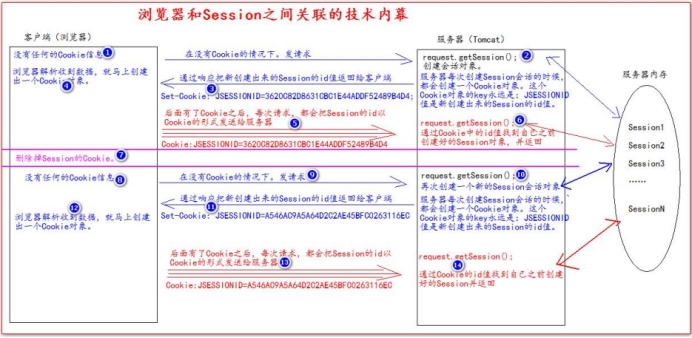 浏览器和Session之间关联的技术内幕
客户端（浏览器）
服务器（Tomcat）
服务器内存
没有任何的Cookie信息
①
在没有Cookie的情况下。发请求
request.getSession();
②
创建会话对象。
浏览器解析收到数据，就马上创建
出一个Cookie对象。
④
通过响应把新创建出来的Session的id值返回给客户端
③
Set-Cookie: JSESSIONID=3620C82D8631CBC1E44ADDF52489B4D4;
服务器每次创建Session会话的时候，
都会创建一个Cookie对象。这个
Cookie对象的key永远是：JSESSIONID
值是新创建出来的Session的id值。
后面有了Cookie之后，每次请求，都会把Session的id以
Cookie的形式发送给服务器
⑤
Cookie:JSESSIONID=3620C82D8631CBC1E44ADDF52489B4D4
request.getSession();
⑥
通过Cookie中的id值找到自己之前创
建好的Session对象，并返回
Session1
Session2
Session3
......
SessionN
删除掉Session的Cookie。
⑦
没有任何的Cookie信息
⑧
在没有Cookie的情况下。发请求
⑨
request.getSession();
⑩
再次创建一个新的Session会话对象
通过响应把新创建出来的Session的id值返回给客户端
⑪
Set-Cookie: JSESSIONID=A546AC9A5A64D2C2AE45BFC0263116EC
服务器每次创建Session会话的时候，
都会创建一个Cookie对象。这个
Cookie对象的key永远是：JSESSIONID
值是新创建出来的Session的id值。
⑫
浏览器解析收到数据，就马上创建
出一个Cookie对象。
后面有了Cookie之后，每次请求，都会把Session的id以
Cookie的形式发送给服务器
⑬
Cookie:JSESSIONID=A546AC9A5A64D2C2AE45BFC0263116EC
request.getSession();
⑭
通过Cookie的id值找到自己之前创建
好的Session并返回